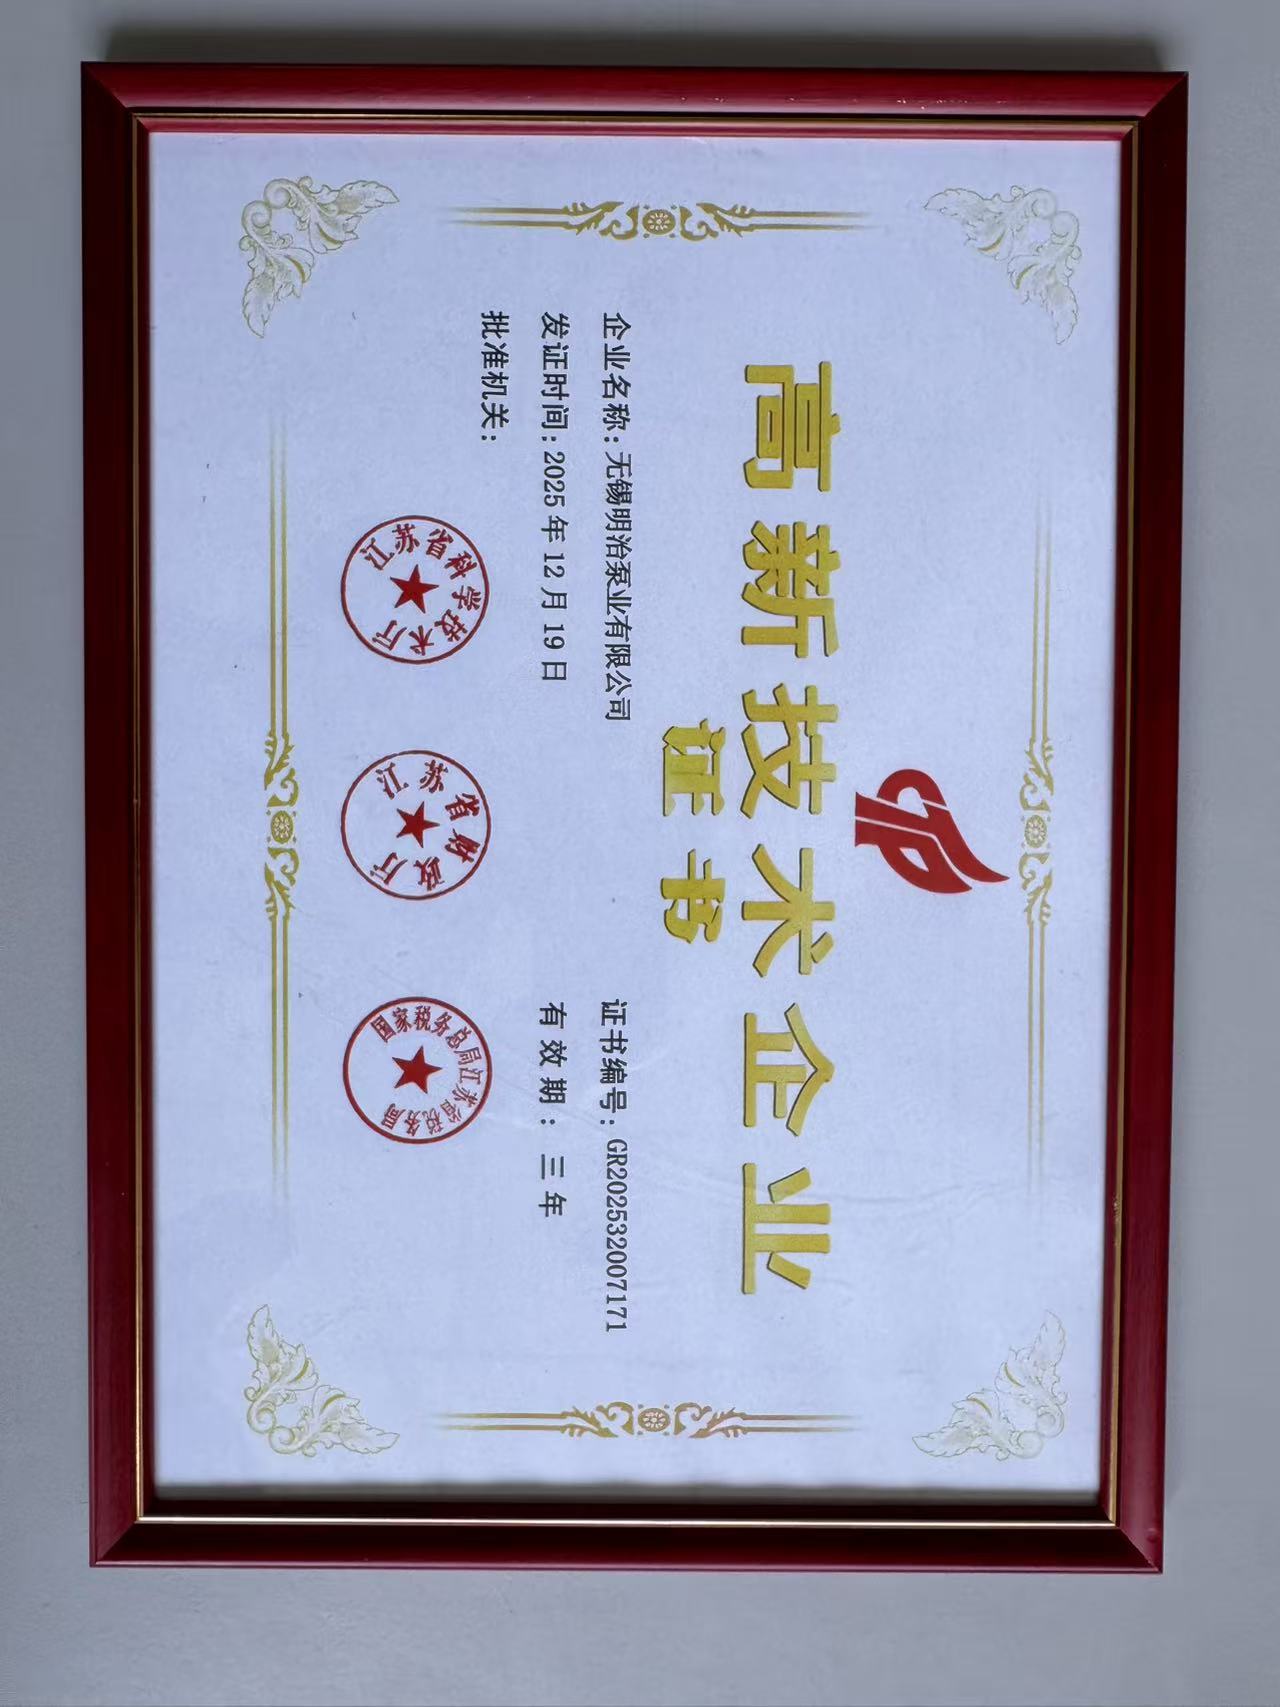 高新技术企业
证书
企业名称：无锡明治泵业有限公司
证书编号：GR202532007171
发证时间：2025年12月19日
有效期：三年
批准机关：
江苏省科学技术厅
江苏省财政厅
国家税务总局江苏省税务局